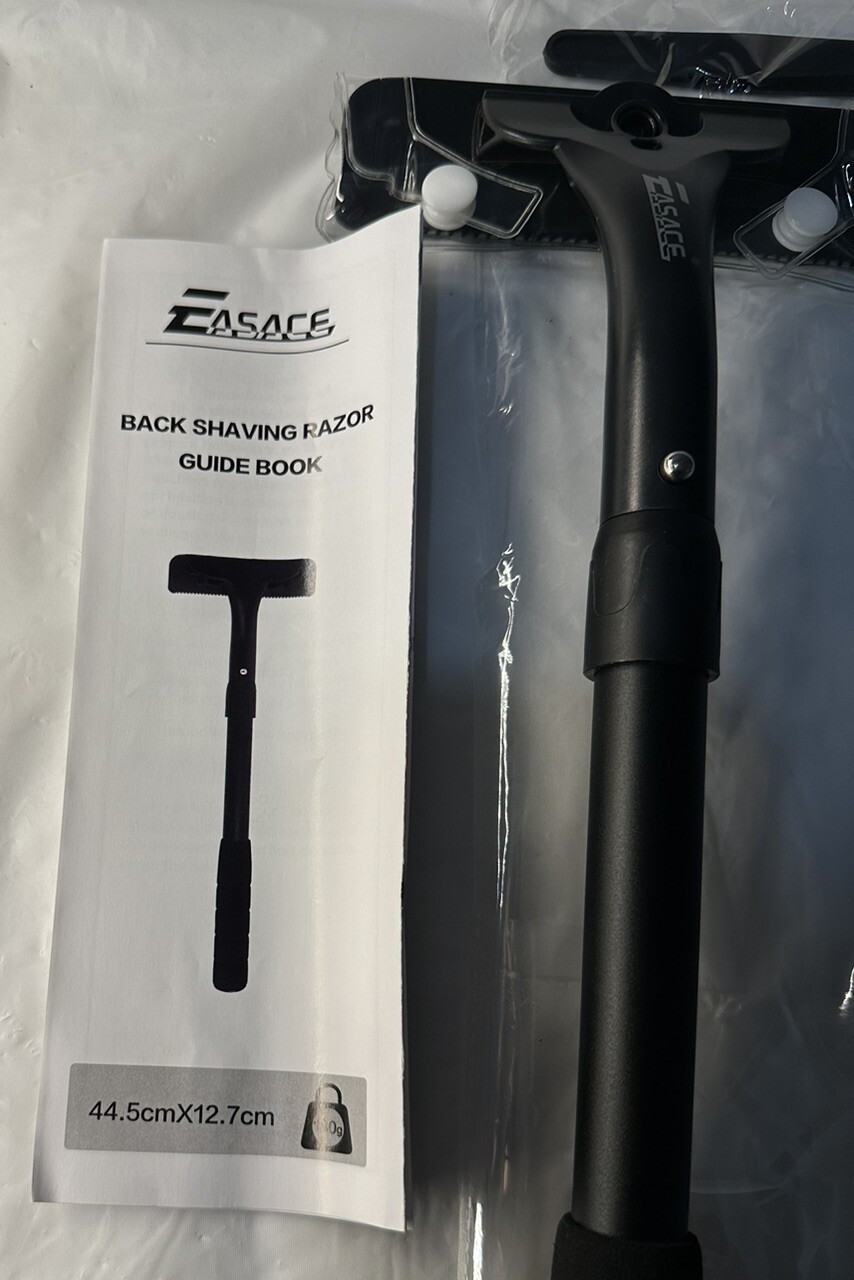 EASACE
BACK SHAVING RAZOR
GUIDE BOOK
44.5cmX12.7cm
EASACE